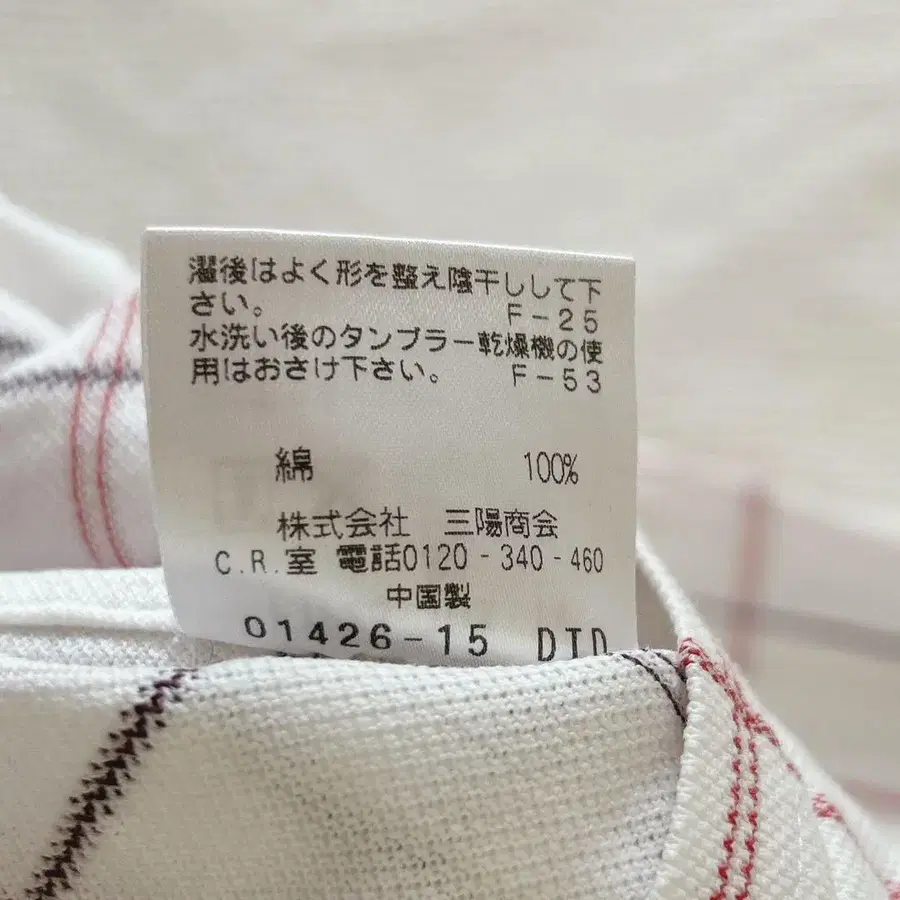 濯後はよく形を整え陰干しして下
さい。 F-25
水洗い後のタンブラー乾燥機の使
用はおさけ下さい。 F-53
綿 100%
株式会社 三陽商会
C.R.室 電話0120-340-460
中国製
01426-15 DTD